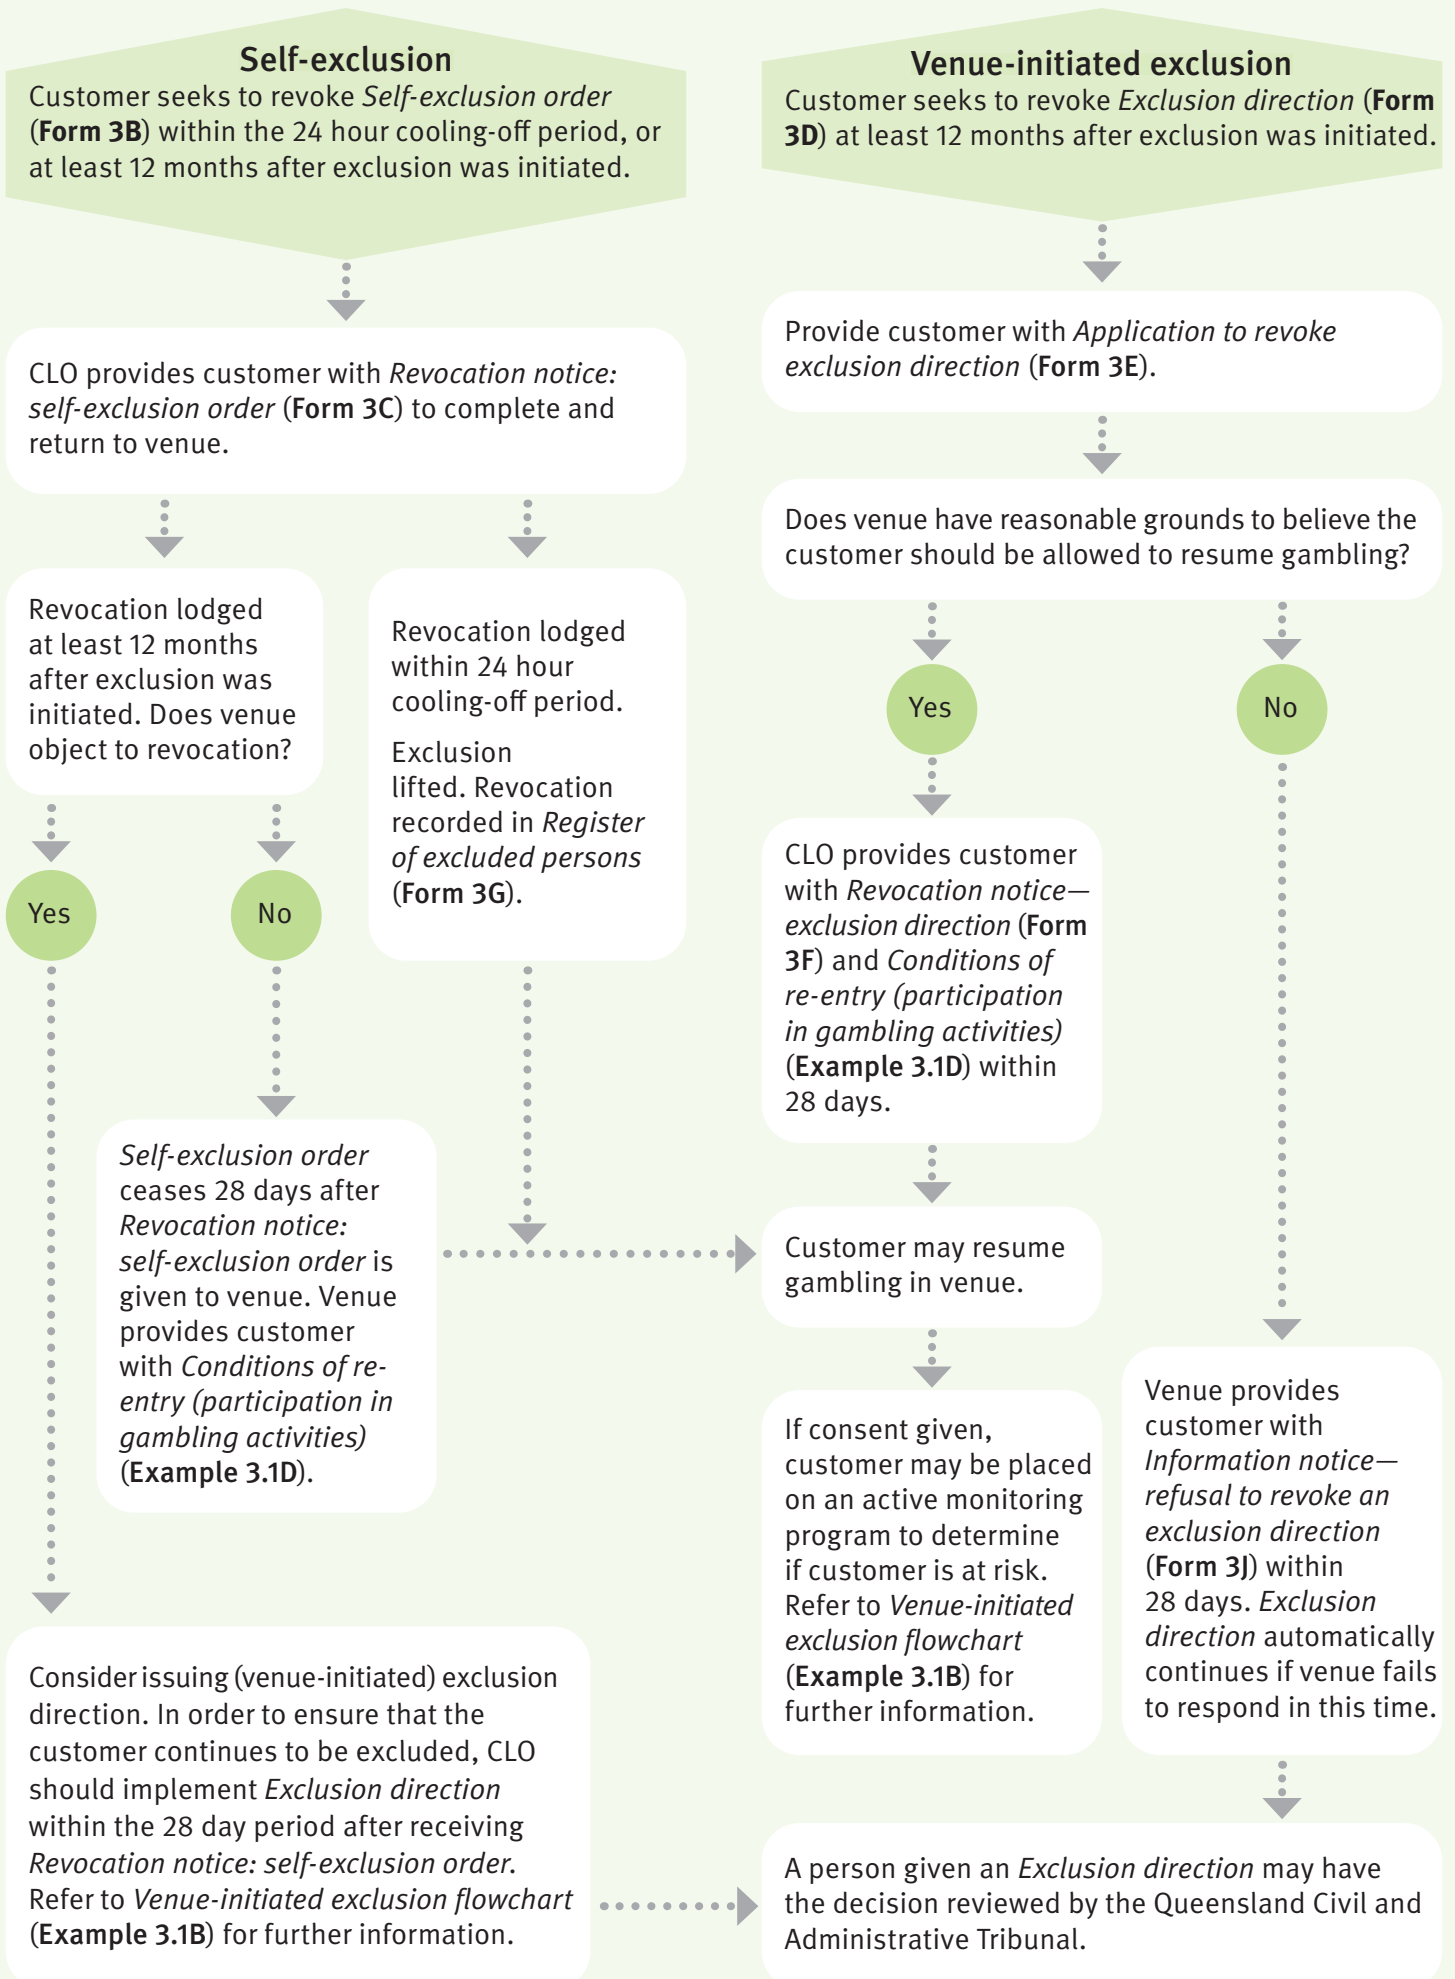 Self-exclusion
Customer seeks to revoke Self-exclusion order
(Form 3B) within the 24 hour cooling-off period, or
at least 12 months after exclusion was initiated.
CLO provides customer with Revocation notice:
self-exclusion order (Form 3C) to complete and
return to venue.
Revocation lodged
at least 12 months
after exclusion was
initiated. Does venue
object to revocation?
Yes
No
Revocation lodged
within 24 hour
cooling-off period.
Exclusion
lifted. Revocation
recorded in Register
of excluded persons
(Form 3G).
Self-exclusion order
ceases 28 days after
Revocation notice:
self-exclusion order is
given to venue. Venue
provides customer
with Conditions of re-
entry (participation in
gambling activities)
(Example 3.1D).
Consider issuing (venue-initiated) exclusion
direction. In order to ensure that the
customer continues to be excluded, CLO
should implement Exclusion direction
within the 28 day period after receiving
Revocation notice: self-exclusion order.
Refer to Venue-initiated exclusion flowchart
(Example 3.1B) for further information.
Venue-initiated exclusion
Customer seeks to revoke Exclusion direction (Form
3D) at least 12 months after exclusion was initiated.
Provide customer with Application to revoke
exclusion direction (Form 3E).
Does venue have reasonable grounds to believe the
customer should be allowed to resume gambling?
Yes
No
CLO provides customer
with Revocation notice—
exclusion direction (Form
3F) and Conditions of
re-entry (participation
in gambling activities)
(Example 3.1D) within
28 days.
Customer may resume
gambling in venue.
If consent given,
customer may be placed
on an active monitoring
program to determine
if customer is at risk.
Refer to Venue-initiated
exclusion flowchart
(Example 3.1B) for
further information.
Venue provides
customer with
Information notice—
refusal to revoke an
exclusion direction
(Form 3J) within
28 days. Exclusion
direction automatically
continues if venue fails
to respond in this time.
A person given an Exclusion direction may have
the decision reviewed by the Queensland Civil and
Administrative Tribunal.